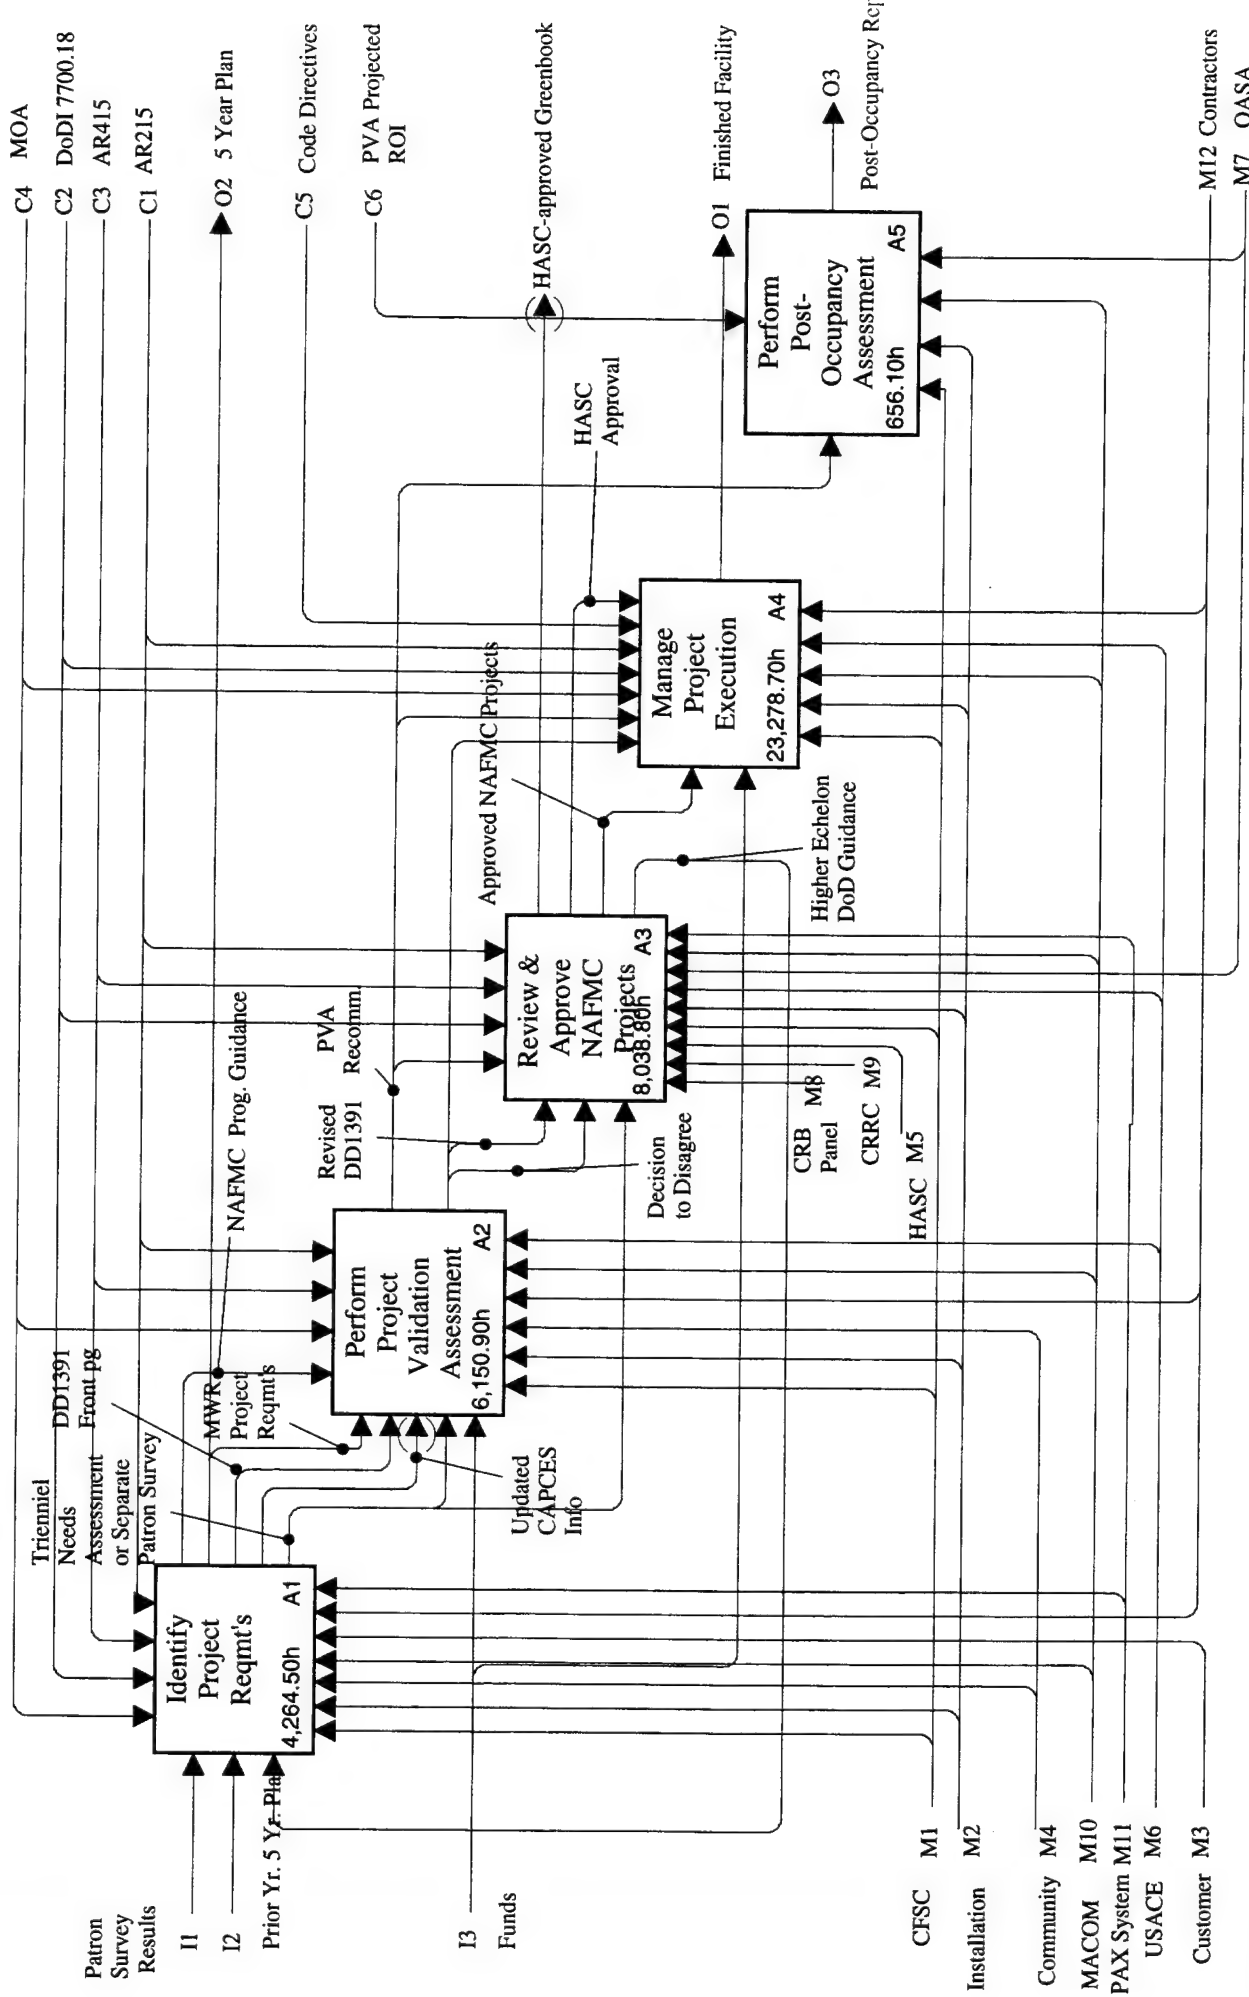 C4 MOA
C2 DoDI 7700.18
C3 AR415
C1 AR215
O2 5 Year Plan
C5 Code Directives
C6 PVA Projected
ROI
HASC-approved Greenbook
O1 Finished Facility
O3
Post-Occupancy Rep
M12 Contractors
M7 OASA
HASC
Approval
Perform
Post-
Occupancy
Assessment
656.10h A5
Manage
Project
Execution
23,278.70h A4
Approved NAFMC Projects
Higher Echelon
DoD Guidance
Review &
Approve
NAFMC
Projects
8,038.80h A3
PVA
Recomm.
Revised
DD1391
Decision
to Disagree
CRB
Panel M8
CRRC M9
HASC M5
NAFMC Prog. Guidance
Perform
Project
Validation
Assessment
6,150.90h A2
DD1391
Front pg
MWR
Project
Reqmt's
Updated
CAPCES
Info
Trienniel
Needs
Assessment
or Separate
Patron Survey
Identify
Project
Reqmt's
4,264.50h A1
Patron
Survey
Results
I1
I2
Prior Yr. 5 Yr. Pla
I3
Funds
CFSC M1
Installation M2
Community M4
MACOM M10
PAX System M11
USACE M6
Customer M3